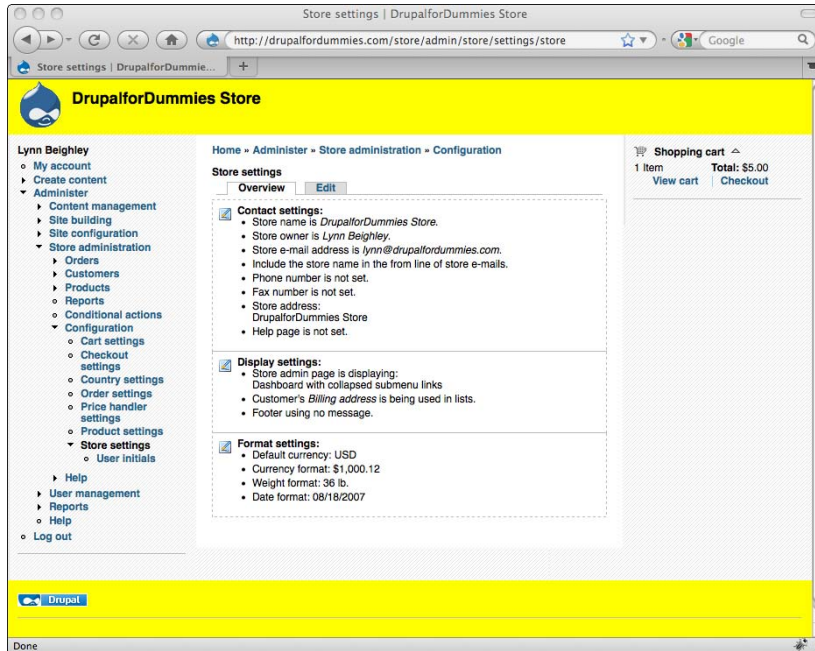 Store settings | DrupalforDummies Store
http://drupalfordummies.com/store/admin/store/settings/store
Google
Store settings | DrupalforDummie...
DrupalforDummies Store
Lynn Beighley
My account
Create content
Administer
Content management
Site building
Site configuration
Store administration
Orders
Customers
Products
Reports
Conditional actions
Configuration
Cart settings
Checkout
settings
Country settings
Order settings
Price handler
settings
Product settings
Store settings
User initials
Help
User management
Reports
Help
Log out
Home » Administer » Store administration » Configuration
Store settings
Overview Edit
Contact settings:
• Store name is DrupalforDummies Store.
• Store owner is Lynn Beighley.
• Store e-mail address is lynn@drupalfordummies.com.
• Include the store name in the from line of store e-mails.
• Phone number is not set.
• Fax number is not set.
• Store address:
DrupalforDummies Store
• Help page is not set.
Display settings:
• Store admin page is displaying:
Dashboard with collapsed submenu links
• Customer's Billing address is being used in lists.
• Footer using no message.
Format settings:
• Default currency: USD
• Currency format: $1,000.12
• Weight format: 36 lb.
• Date format: 08/18/2007
Shopping cart
1 Item Total: $5.00
View cart | Checkout
Drupal
Done